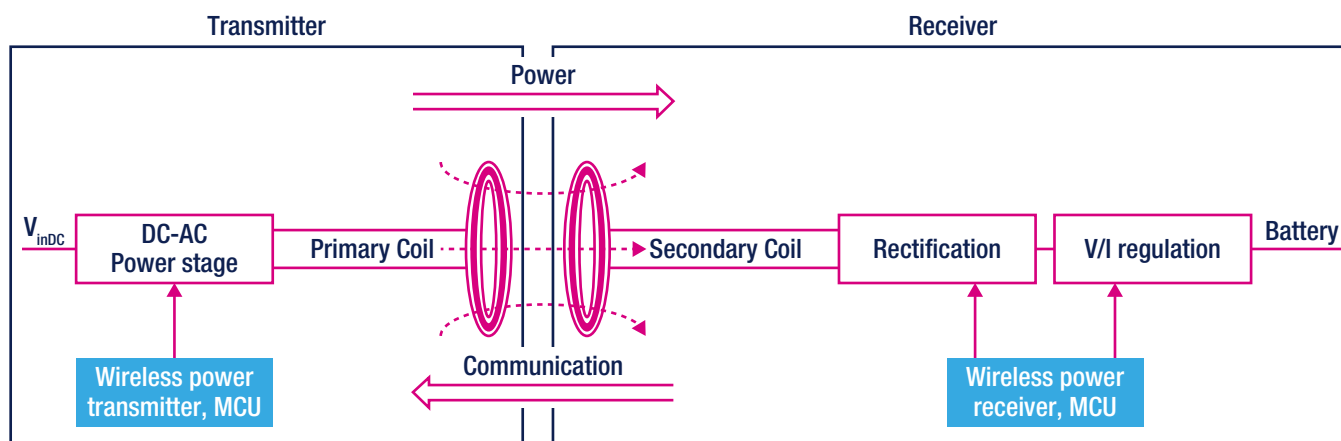 Transmitter
Receiver
Power
V_inDC
DC-AC
Power stage
Primary Coil
Secondary Coil
Rectification
V/I regulation
Battery
Communication
Wireless power
transmitter, MCU
Wireless power
receiver, MCU